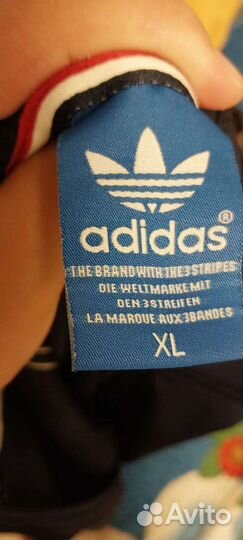 adidas®
THE BRAND WITH THE 3 STRIPES
DIE WELTMARKE MIT
DEN 3 STREIFEN
LA MARQUE AUX 3 BANDES
XL
Avito